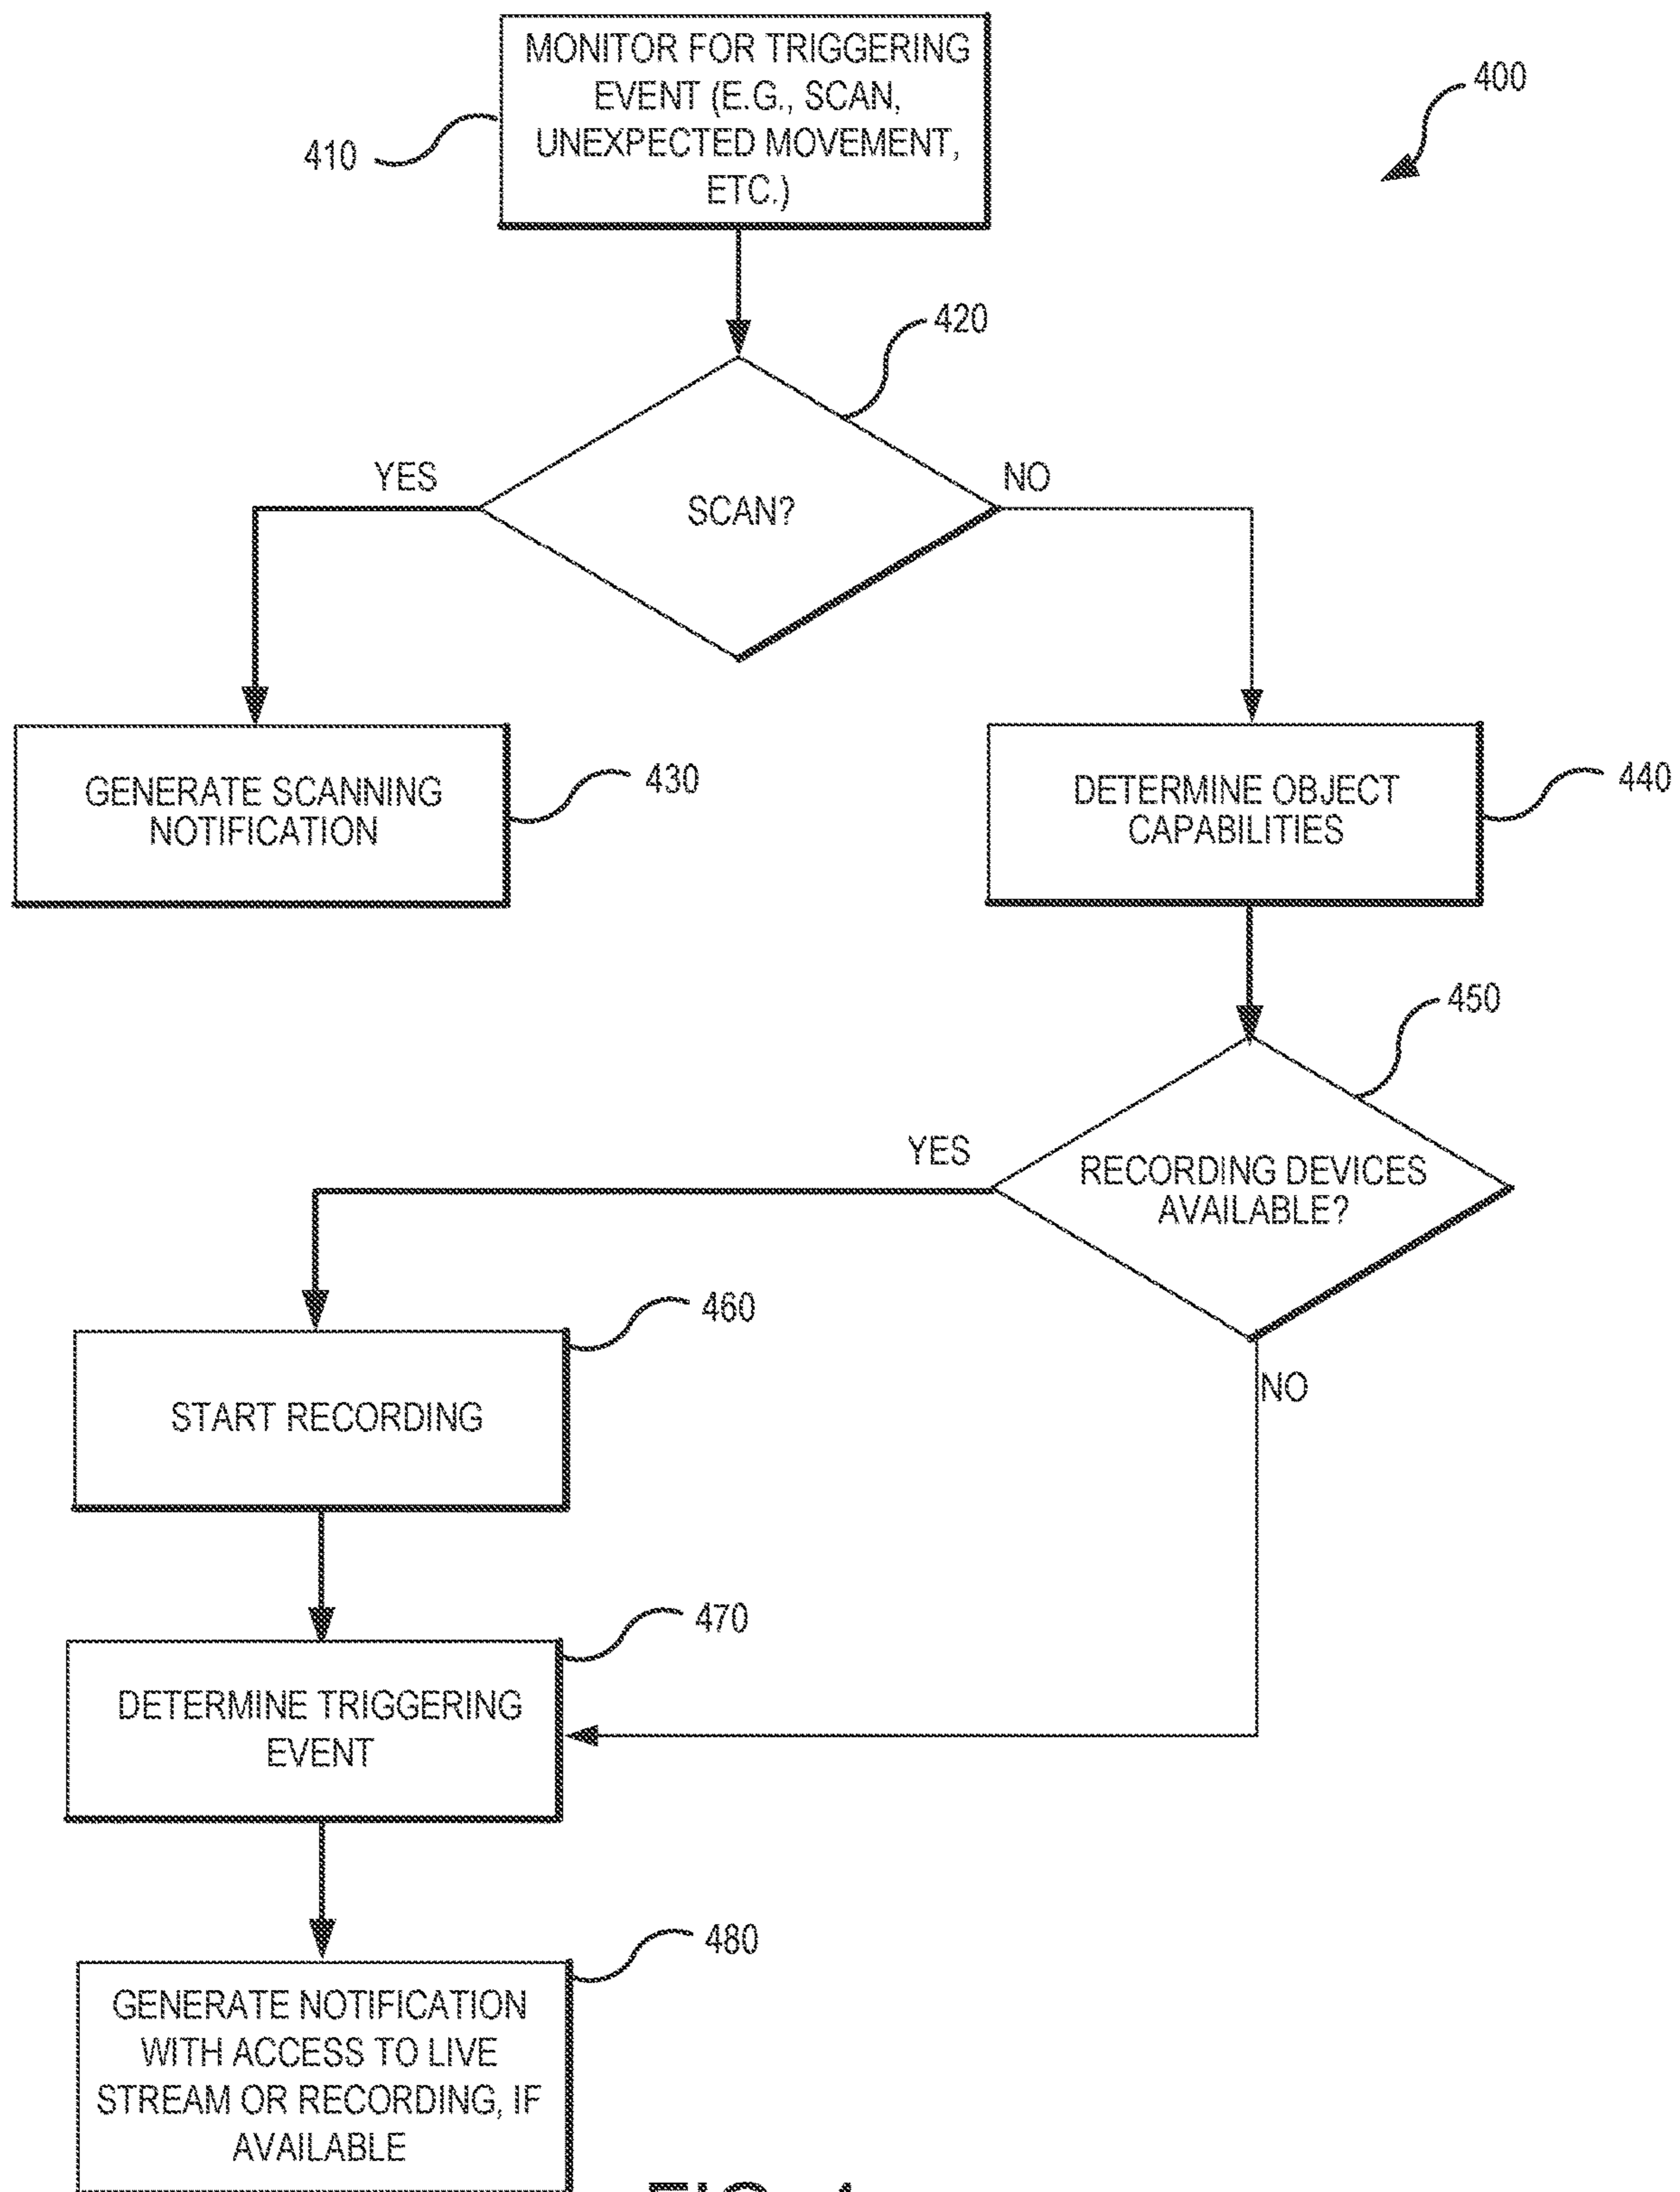 MONITOR FOR TRIGGERING
EVENT (E.G., SCAN,
UNEXPECTED MOVEMENT,
ETC.)
400
410
420
YES
NO
SCAN?
GENERATE SCANNING
NOTIFICATION
430
DETERMINE OBJECT
CAPABILITIES
440
450
YES
RECORDING DEVICES
AVAILABLE?
460
NO
START RECORDING
470
DETERMINE TRIGGERING
EVENT
480
GENERATE NOTIFICATION
WITH ACCESS TO LIVE
STREAM OR RECORDING, IF
AVAILABLE